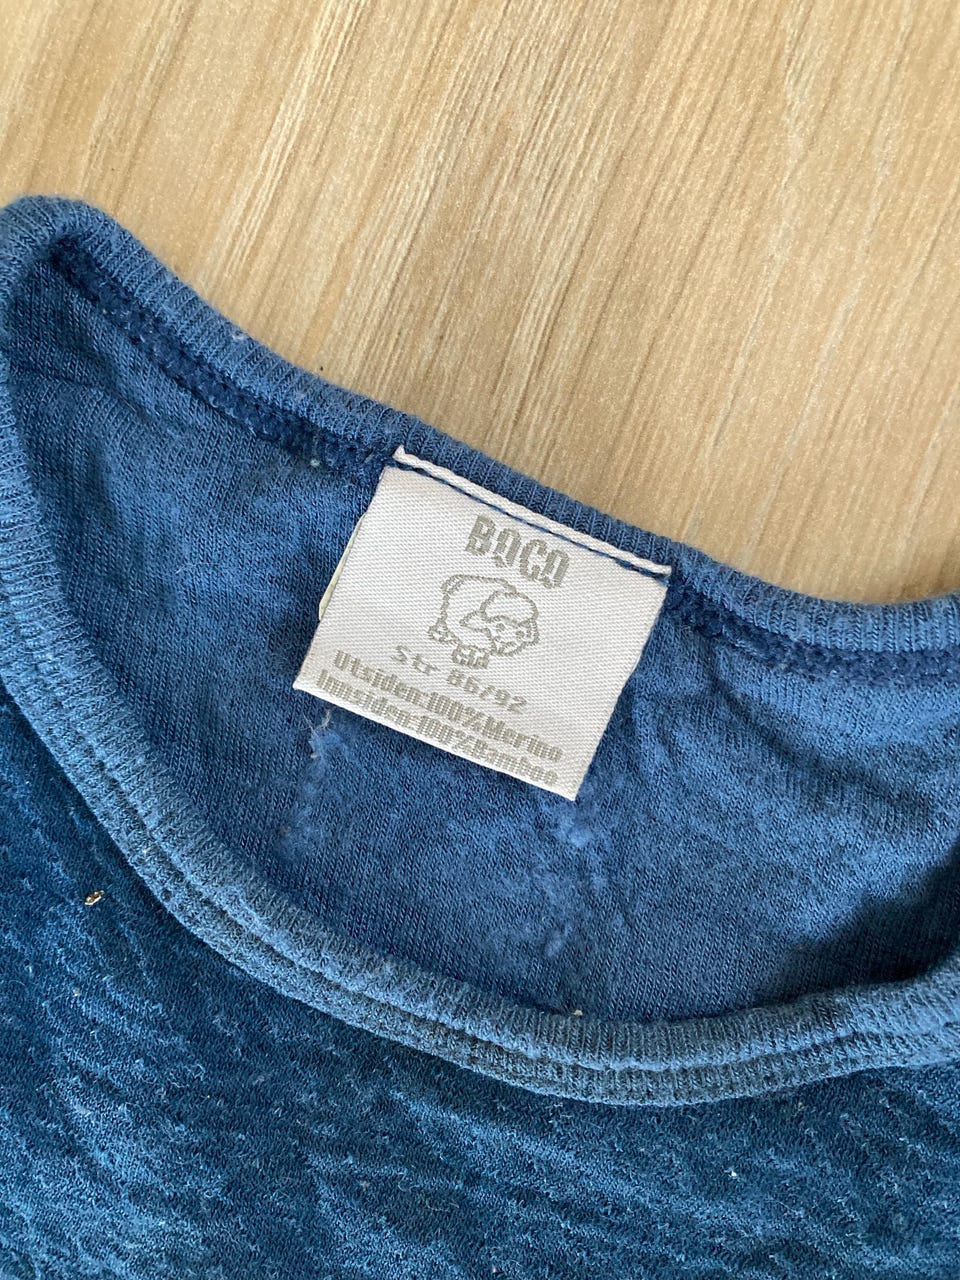 BOCO
Str 86/92
Utsiden:100%Merino
Innsiden:100%Bamboo